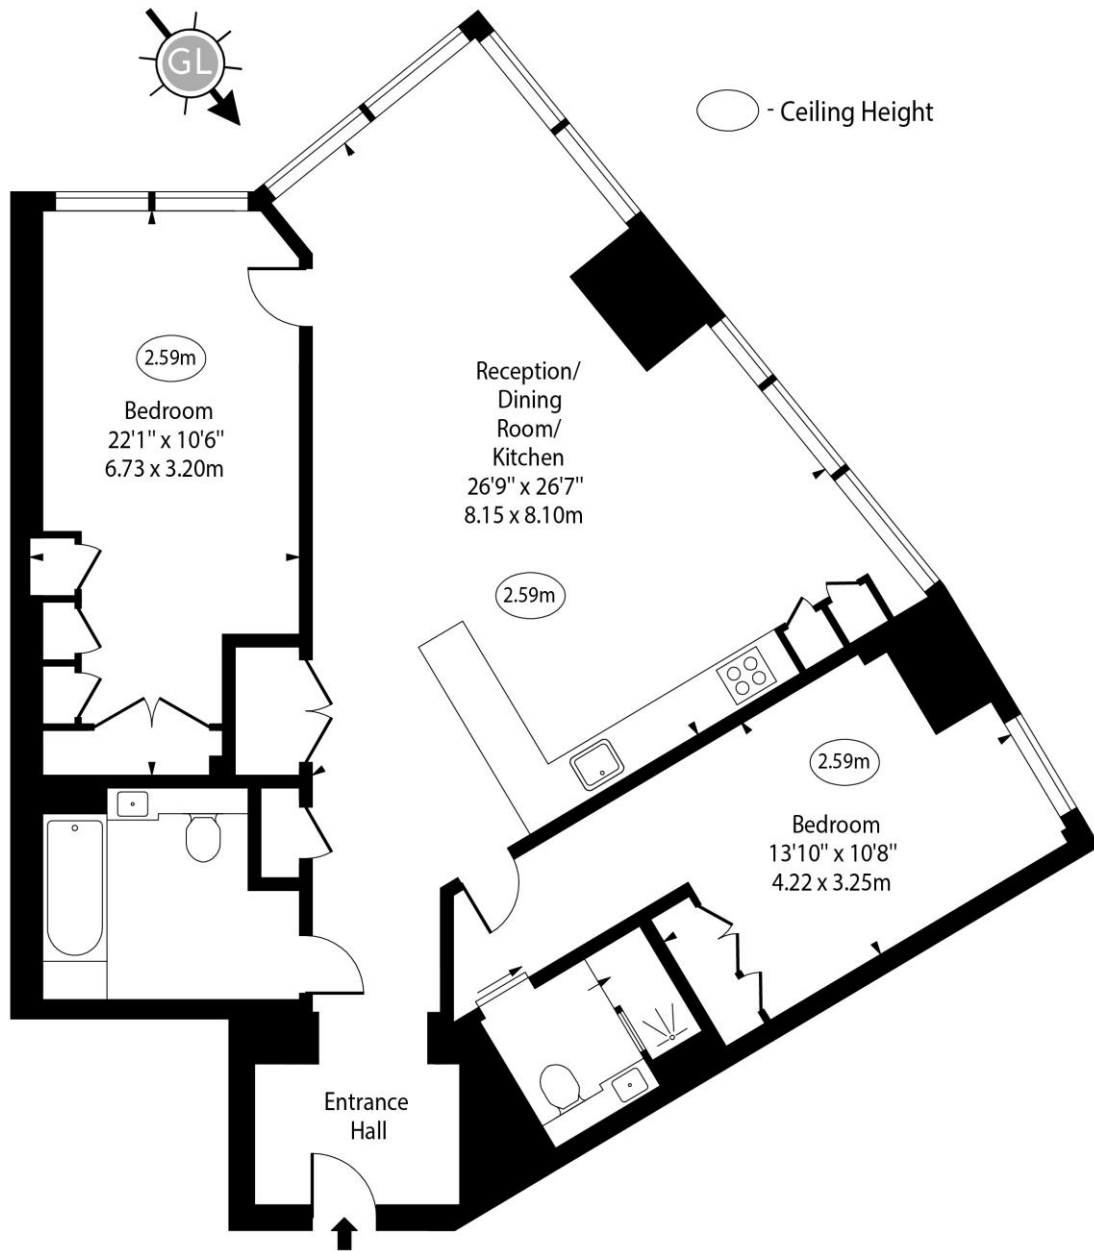 GL
- Ceiling Height
2.59m
Bedroom
22'1" x 10'6"
6.73 x 3.20m
Reception/
Dining
Room/
Kitchen
26'9" x 26'7"
8.15 x 8.10m
2.59m
2.59m
Bedroom
13'10" x 10'8"
4.22 x 3.25m
Entrance
Hall